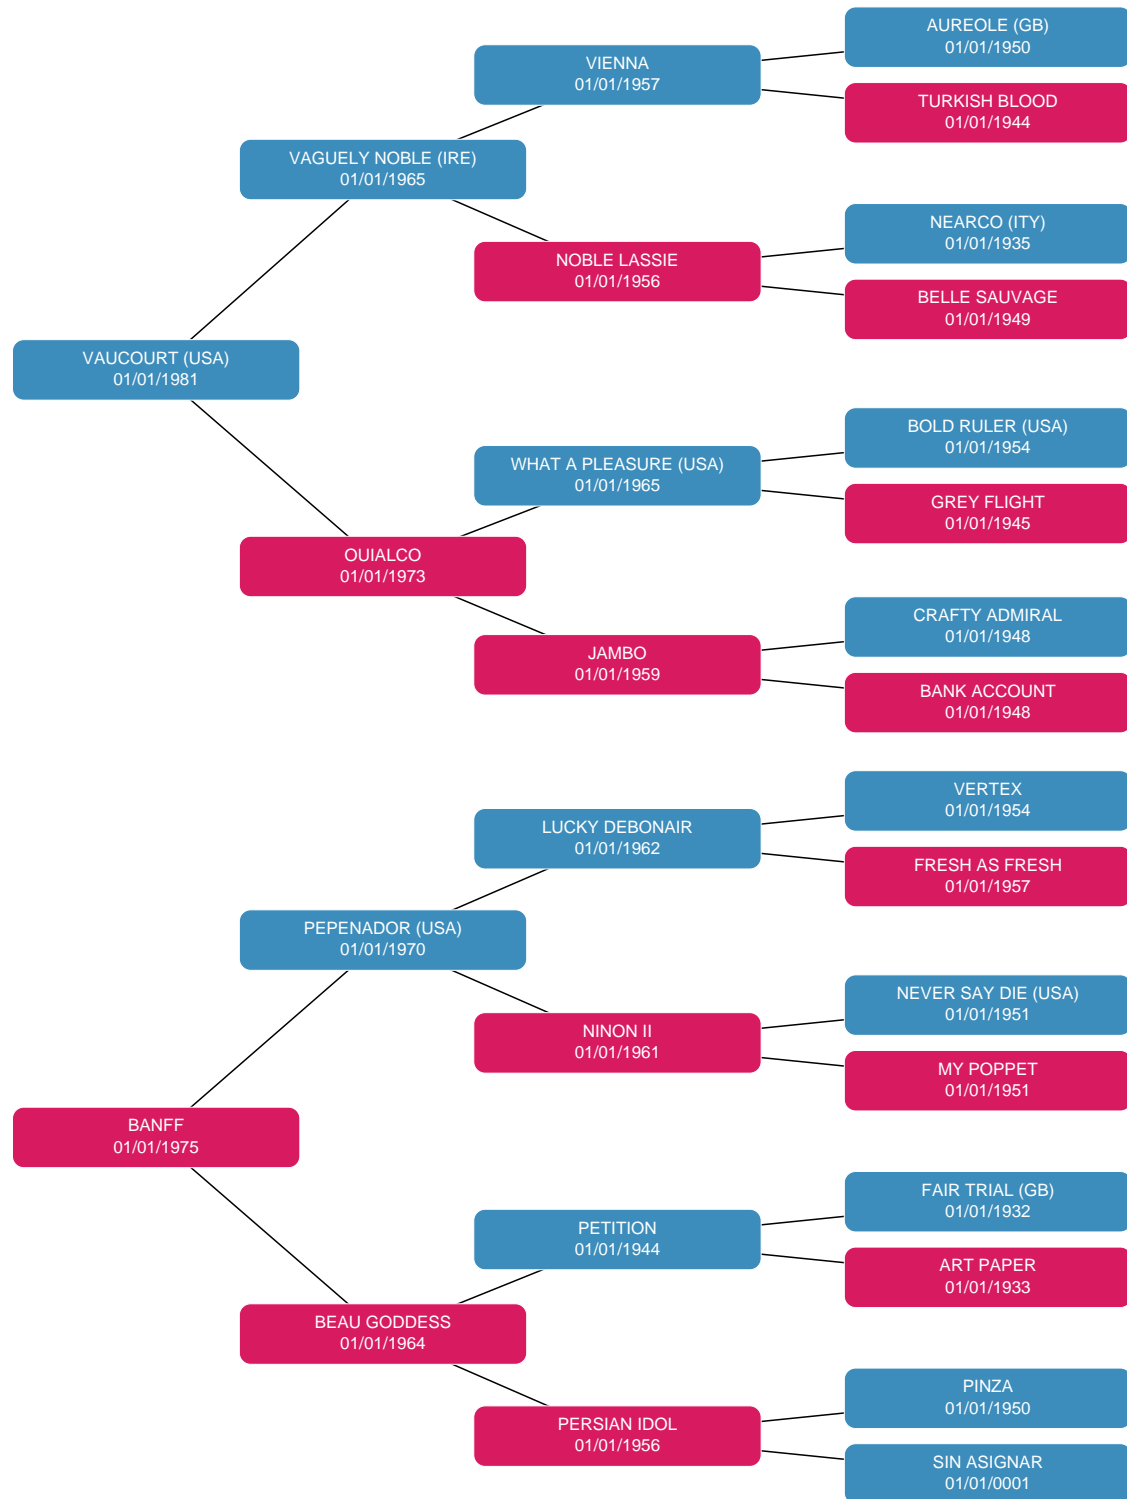 AUREOLE (GB)
01/01/1950
VIENNA
01/01/1957
TURKISH BLOOD
01/01/1944
VAGUELY NOBLE (IRE)
01/01/1965
NEARCO (ITY)
01/01/1935
NOBLE LASSIE
01/01/1956
BELLE SAUVAGE
01/01/1949
VAUCOURT (USA)
01/01/1981
BOLD RULER (USA)
01/01/1954
WHAT A PLEASURE (USA)
01/01/1965
GREY FLIGHT
01/01/1945
OUIALCO
01/01/1973
CRAFTY ADMIRAL
01/01/1948
JAMBO
01/01/1959
BANK ACCOUNT
01/01/1948
VERTEX
01/01/1954
LUCKY DEBONAIR
01/01/1962
FRESH AS FRESH
01/01/1957
PEPENADOR (USA)
01/01/1970
NEVER SAY DIE (USA)
01/01/1951
NINON II
01/01/1961
MY POPPET
01/01/1951
BANFF
01/01/1975
FAIR TRIAL (GB)
01/01/1932
PETITION
01/01/1944
ART PAPER
01/01/1933
BEAU GODDESS
01/01/1964
PINZA
01/01/1950
PERSIAN IDOL
01/01/1956
SIN ASIGNAR
01/01/0001